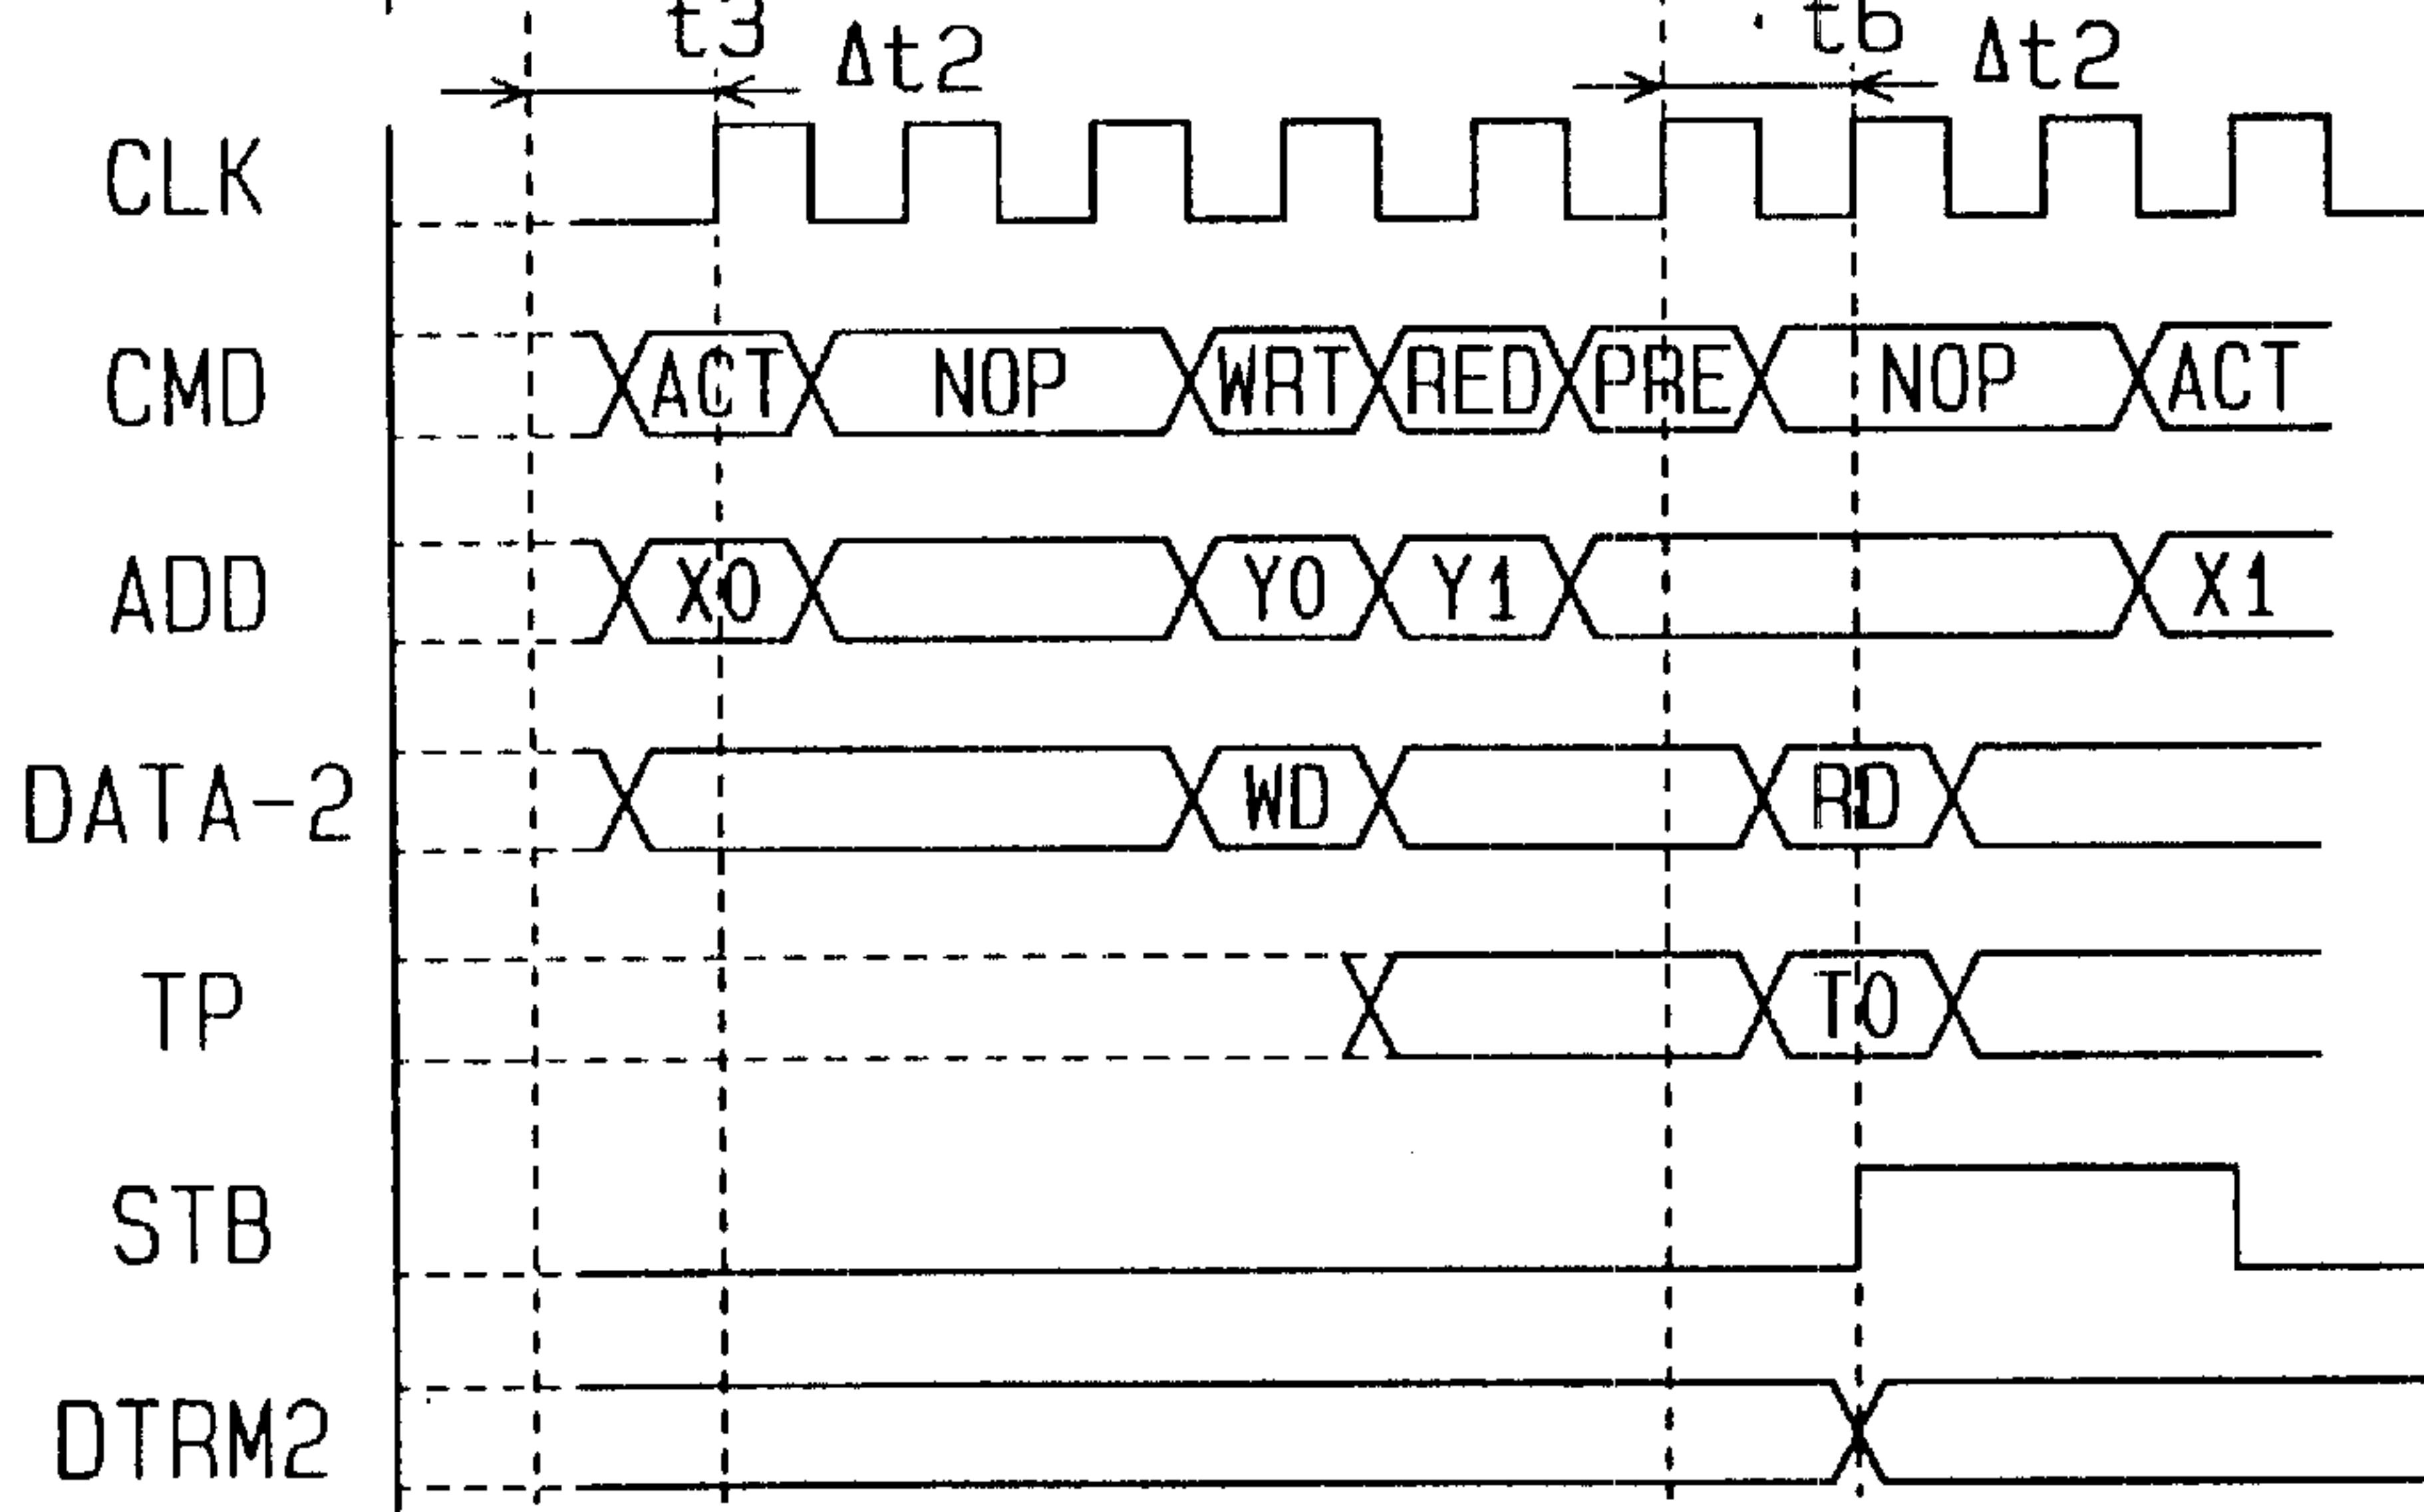 t3 Δt2 t6 Δt2
CLK
CMD ACT NOP WRT RED PRE NOP ACT
ADD X0 Y0 Y1 X1
DATA-2 WD RD
TP T0
STB
DTRM2